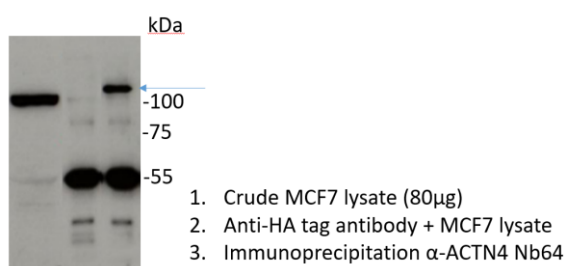 kDa
-100
-75
-55
1. Crude MCF7 lysate (80µg)
2. Anti-HA tag antibody + MCF7 lysate
3. Immunoprecipitation α-ACTN4 Nb64